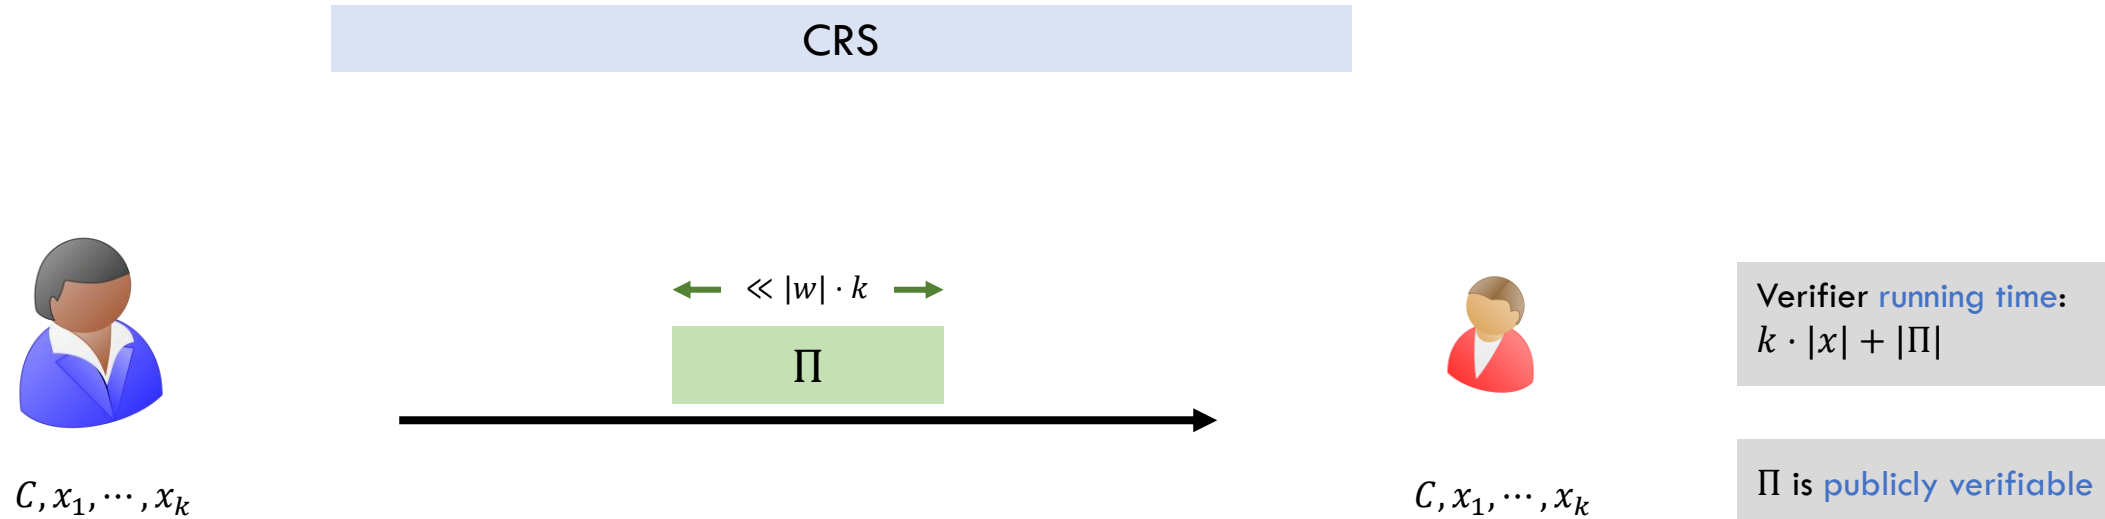 CRS
≪ |w| · k
Π
Verifier running time:
k · |x| + |Π|
C, x₁, ⋯ , xₖ
C, x₁, ⋯ , xₖ
Π is publicly verifiable